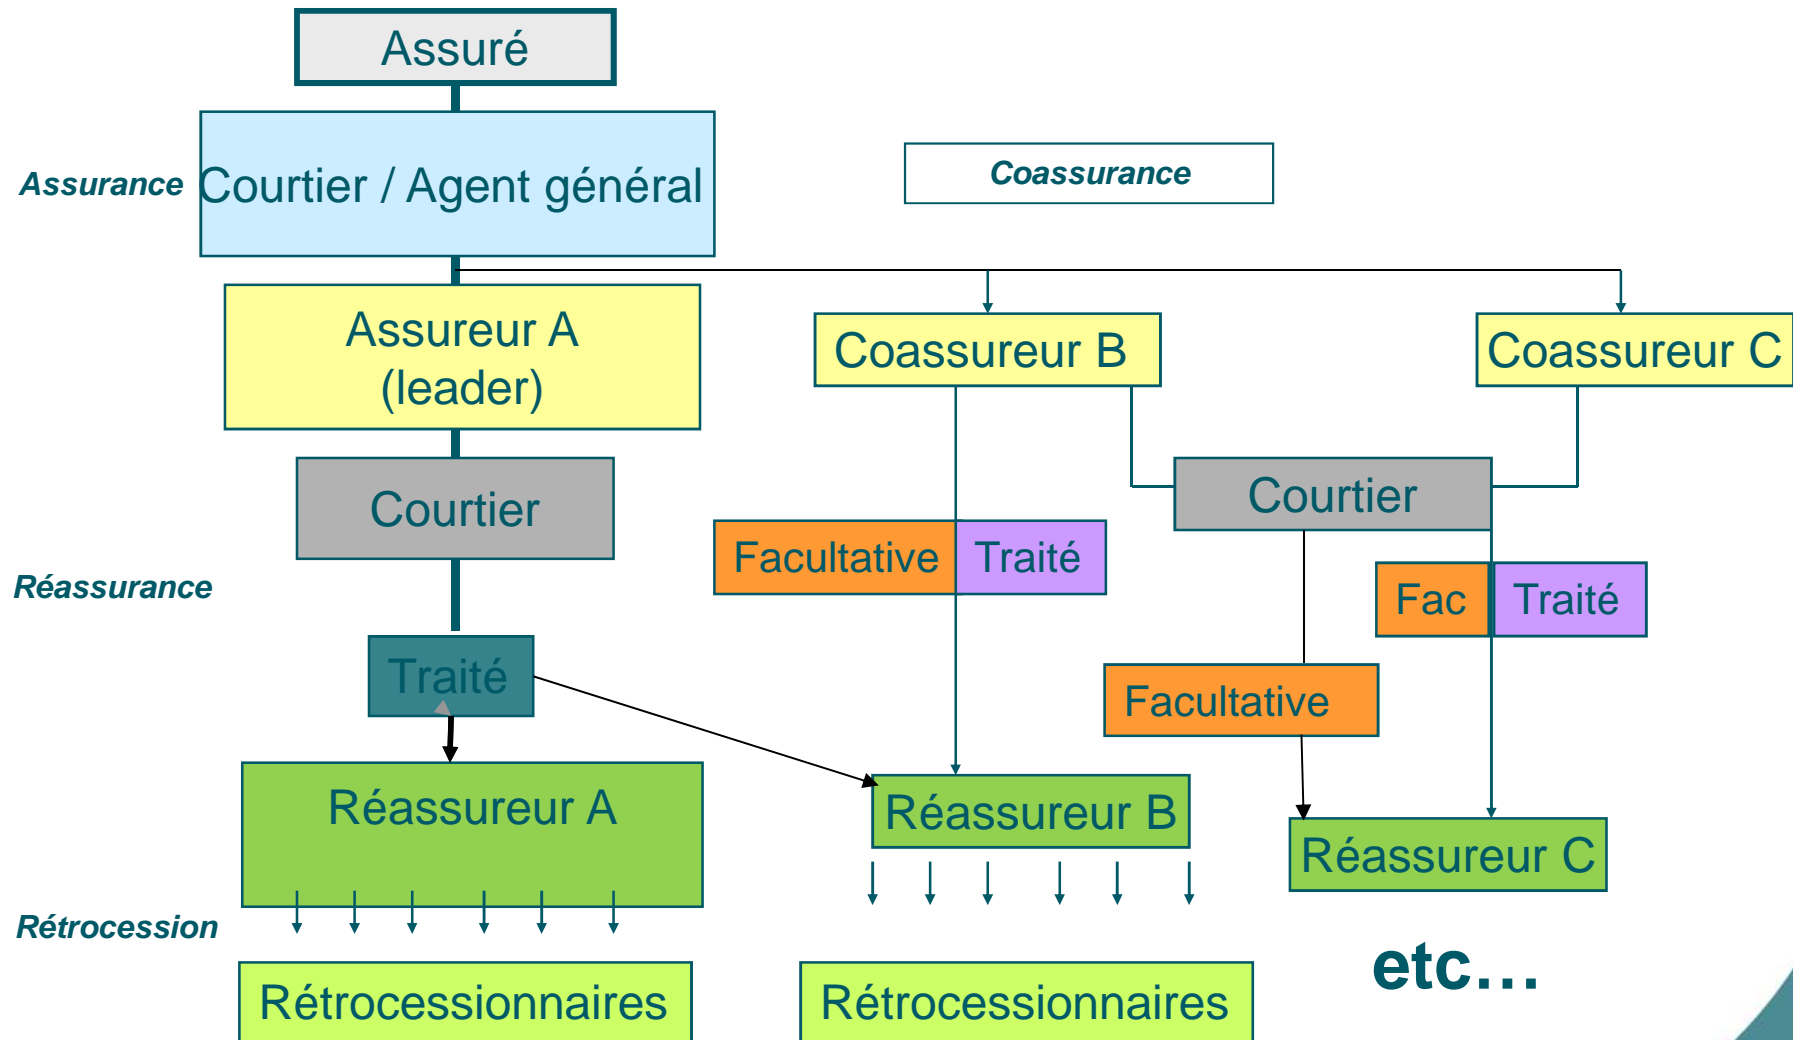 Assuré
Assurance
Courtier / Agent général
Coassurance
Assureur A
(leader)
Coassureur B
Coassureur C
Courtier
Courtier
Facultative
Traité
Réassurance
Fac
Traité
Traité
Facultative
Réassureur A
Réassureur B
Réassureur C
Rétrocession
etc…
Rétrocessionnaires
Rétrocessionnaires